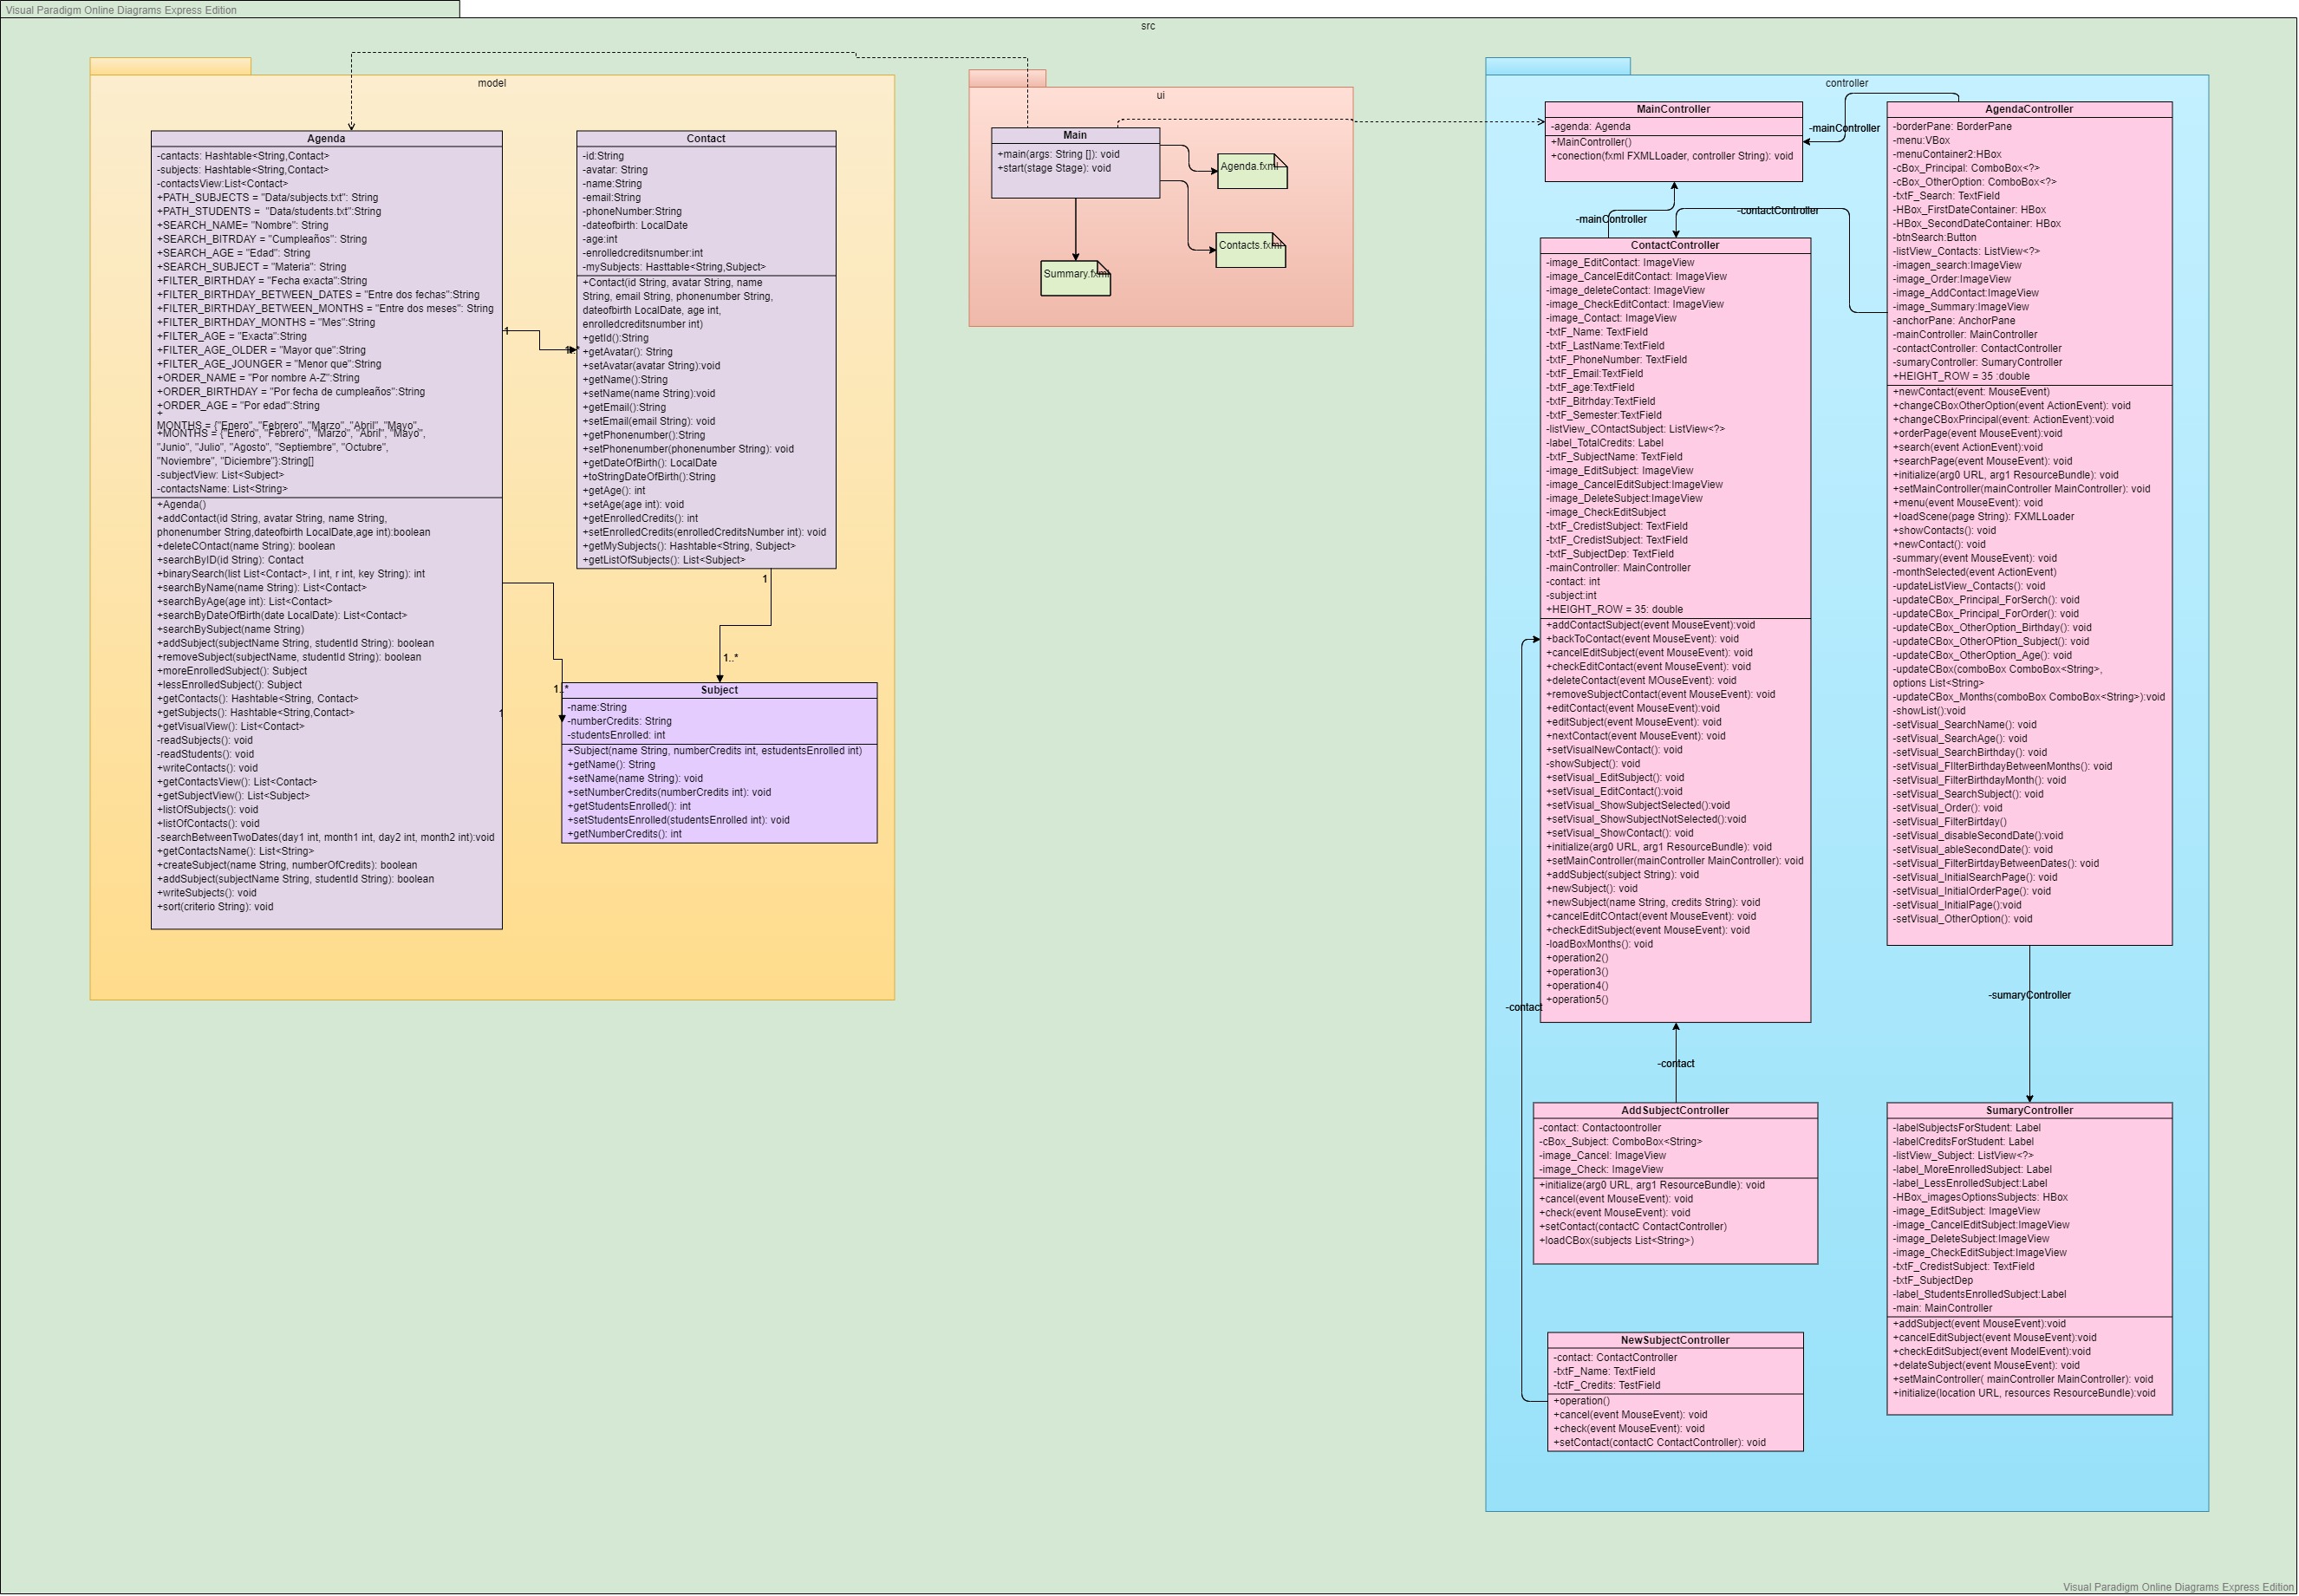 Visual Paradigm Online Diagrams Express Edition
src
model
Agenda
-cantacts: Hashtable<String,Contact>
-subjects: Hashtable<String,Contact>
-contactsView:List<Contact>
+PATH_SUBJECTS = "Data/subjects.txt": String
+PATH_STUDENTS =  "Data/students.txt":String
+SEARCH_NAME= "Nombre": String
+SEARCH_BITRDAY = "Cumpleaños": String
+SEARCH_AGE = "Edad": String
+SEARCH_SUBJECT = "Materia": String
+FILTER_BIRTHDAY = "Fecha exacta":String
+FILTER_BIRTHDAY_BETWEEN_DATES = "Entre dos fechas":String
+FILTER_BIRTHDAY_BETWEEN_MONTHS = "Entre dos meses": String
+FILTER_BIRTHDAY_MONTHS = "Mes":String
+FILTER_AGE = "Exacta":String
+FILTER_AGE_OLDER = "Mayor que":String
+FILTER_AGE_JOUNGER = "Menor que":String
+ORDER_NAME = "Por nombre A-Z":String
+ORDER_BIRTHDAY = "Por fecha de cumpleaños":String
+ORDER_AGE = "Por edad":String
+
MONTHS = {"Enero", "Febrero", "Marzo", "Abril", "Mayo",
+MONTHS = {"Enero", "Febrero", "Marzo", "Abril", "Mayo",
"Junio", "Julio", "Agosto", "Septiembre", "Octubre",
"Noviembre", "Diciembre"}:String[]
-subjectView: List<Subject>
-contactsName: List<String>
+Agenda()
+addContact(id String, avatar String, name String,
phonenumber String,dateofbirth LocalDate,age int):boolean
+deleteCOntact(name String): boolean
+searchByID(id String): Contact
+binarySearch(list List<Contact>, l int, r int, key String): int
+searchByName(name String): List<Contact>
+searchByAge(age int): List<Contact>
+searchByDateOfBirth(date LocalDate): List<Contact>
+searchBySubject(name String)
+addSubject(subjectName String, studentId String): boolean
+removeSubject(subjectName, studentId String): boolean
+moreEnrolledSubject(): Subject
+lessEnrolledSubject(): Subject
+getContacts(): Hashtable<String, Contact>
+getSubjects(): Hashtable<String,Contact>
+getVisualView(): List<Contact>
-readSubjects(): void
-readStudents(): void
+writeContacts(): void
+getContactsView(): List<Contact>
+getSubjectView(): List<Subject>
+listOfSubjects(): void
+listOfContacts(): void
-searchBetweenTwoDates(day1 int, month1 int, day2 int, month2 int):void
+getContactsName(): List<String>
+createSubject(name String, numberOfCredits): boolean
+addSubject(subjectName String, studentId String): boolean
+writeSubjects(): void
+sort(criterio String): void
1
1..*
1
1..*
Contact
-id:String
-avatar: String
-name:String
-email:String
-phoneNumber:String
-dateofbirth: LocalDate
-age:int
-enrolledcreditsnumber:int
-mySubjects: Hasttable<String,Subject>
+Contact(id String, avatar String, name
String, email String, phonenumber String,
dateofbirth LocalDate, age int,
enrolledcreditsnumber int)
+getId():String
+getAvatar(): String
+setAvatar(avatar String):void
+getName():String
+setName(name String):void
+getEmail():String
+setEmail(email String): void
+getPhonenumber():String
+setPhonenumber(phonenumber String): void
+getDateOfBirth(): LocalDate
+toStringDateOfBirth():String
+getAge(): int
+setAge(age int): void
+getEnrolledCredits(): int
+setEnrolledCredits(enrolledCreditsNumber int): void
+getMySubjects(): Hashtable<String, Subject>
+getListOfSubjects(): List<Subject>
1
1..*
Subject
-name:String
-numberCredits: String
-studentsEnrolled: int
+Subject(name String, numberCredits int, estudentsEnrolled int)
+getName(): String
+setName(name String): void
+setNumberCredits(numberCredits int): void
+getStudentsEnrolled(): int
+setStudentsEnrolled(studentsEnrolled int): void
+getNumberCredits(): int
ui
Main
+main(args: String []): void
+start(stage Stage): void
Agenda.fxml
Contacts.fxml
Summary.fxml
controller
MainController
-agenda: Agenda
+MainController()
+conection(fxml FXMLLoader, controller String): void
-mainController
-mainController
-contactController
ContactController
-image_EditContact: ImageView
-image_CancelEditContact: ImageView
-image_deleteContact: ImageView
-image_CheckEditContact: ImageView
-image_Contact: ImageView
-txtF_Name: TextField
-txtF_LastName:TextField
-txtF_PhoneNumber: TextField
-txtF_Email:TextField
-txtF_age:TextField
-txtF_Bitrhday:TextField
-txtF_Semester:TextField
-listView_COntactSubject: ListView<?>
-label_TotalCredits: Label
-txtF_SubjectName: TextField
-image_EditSubject: ImageView
-image_CancelEditSubject:ImageView
-image_DeleteSubject:ImageView
-image_CheckEditSubject
-txtF_CredistSubject: TextField
-txtF_CredistSubject: TextField
-txtF_SubjectDep: TextField
-mainController: MainController
-contact: int
-subject:int
+HEIGHT_ROW = 35: double
+addContactSubject(event MouseEvent):void
+backToContact(event MouseEvent): void
+cancelEditSubject(event MouseEvent): void
+checkEditContact(event MouseEvent): void
+deleteContact(event MOuseEvent): void
+removeSubjectContact(event MouseEvent): void
+editContact(event MouseEvent):void
+editSubject(event MouseEvent): void
+nextContact(event MouseEvent): void
+setVisualNewContact(): void
-showSubject(): void
+setVisual_EditSubject(): void
+setVisual_EditContact():void
+setVisual_ShowSubjectSelected():void
+setVisual_ShowSubjectNotSelected():void
+setVisual_ShowContact(): void
+initialize(arg0 URL, arg1 ResourceBundle): void
+setMainController(mainController MainController): void
+addSubject(subject String): void
+newSubject(): void
+newSubject(name String, credits String): void
+cancelEditCOntact(event MouseEvent): void
+checkEditSubject(event MouseEvent): void
-loadBoxMonths(): void
+operation2()
+operation3()
+operation4()
+operation5()
-contact
-contact
AgendaController
-borderPane: BorderPane
-menu:VBox
-menuContainer2:HBox
-cBox_Principal: ComboBox<?>
-cBox_OtherOption: ComboBox<?>
-txtF_Search: TextField
-HBox_FirstDateContainer: HBox
-HBox_SecondDateContainer: HBox
-btnSearch:Button
-listView_Contacts: ListView<?>
-imagen_search:ImageView
-image_Order:ImageView
-image_AddContact:ImageView
-image_Summary:ImageView
-anchorPane: AnchorPane
-mainController: MainController
-contactController: ContactController
-sumaryController: SumaryController
+HEIGHT_ROW = 35 :double
+newContact(event: MouseEvent)
+changeCBoxOtherOption(event ActionEvent): void
+changeCBoxPrincipal(event: ActionEvent):void
+orderPage(event MouseEvent):void
+search(event ActionEvent):void
+searchPage(event MouseEvent): void
+initialize(arg0 URL, arg1 ResourceBundle): void
+setMainController(mainController MainController): void
+menu(event MouseEvent): void
+loadScene(page String): FXMLLoader
+showContacts(): void
+newContact(): void
-summary(event MouseEvent): void
-monthSelected(event ActionEvent)
-updateListView_Contacts(): void
-updateCBox_Principal_ForSerch(): void
-updateCBox_Principal_ForOrder(): void
-updateCBox_OtherOption_Birthday(): void
-updateCBox_OtherOPtion_Subject(): void
-updateCBox_OtherOption_Age(): void
-updateCBox(comboBox ComboBox<String>,
options List<String>
-updateCBox_Months(comboBox ComboBox<String>):void
-showList():void
-setVisual_SearchName(): void
-setVisual_SearchAge(): void
-setVisual_SearchBirthday(): void
-setVisual_FIlterBirthdayBetweenMonths(): void
-setVisual_FilterBirthdayMonth(): void
-setVisual_SearchSubject(): void
-setVisual_Order(): void
-setVisual_FilterBirtday()
-setVisual_disableSecondDate():void
-setVisual_ableSecondDate(): void
-setVisual_FilterBirtdayBetweenDates(): void
-setVisual_InitialSearchPage(): void
-setVisual_InitialOrderPage(): void
-setVisual_InitialPage():void
-setVisual_OtherOption(): void
-sumaryController
AddSubjectController
-contact: Contactoontroller
-cBox_Subject: ComboBox<String>
-image_Cancel: ImageView
-image_Check: ImageView
+initialize(arg0 URL, arg1 ResourceBundle): void
+cancel(event MouseEvent): void
+check(event MouseEvent): void
+setContact(contactC ContactController)
+loadCBox(subjects List<String>)
NewSubjectController
-contact: ContactController
-txtF_Name: TextField
-tctF_Credits: TestField
+operation()
+cancel(event MouseEvent): void
+check(event MouseEvent): void
+setContact(contactC ContactController): void
SumaryController
-labelSubjectsForStudent: Label
-labelCreditsForStudent: Label
-listView_Subject: ListView<?>
-label_MoreEnrolledSubject: Label
-label_LessEnrolledSubject:Label
-HBox_imagesOptionsSubjects: HBox
-image_EditSubject: ImageView
-image_CancelEditSubject:ImageView
-image_DeleteSubject:ImageView
-image_CheckEditSubject:ImageView
-txtF_CredistSubject: TextField
-txtF_SubjectDep
-label_StudentsEnrolledSubject:Label
-main: MainController
+addSubject(event MouseEvent):void
+cancelEditSubject(event MouseEvent):void
+checkEditSubject(event ModelEvent):void
+delateSubject(event MouseEvent): void
+setMainController( mainController MainController): void
+initialize(location URL, resources ResourceBundle):void
Visual Paradigm Online Diagrams Express Edition